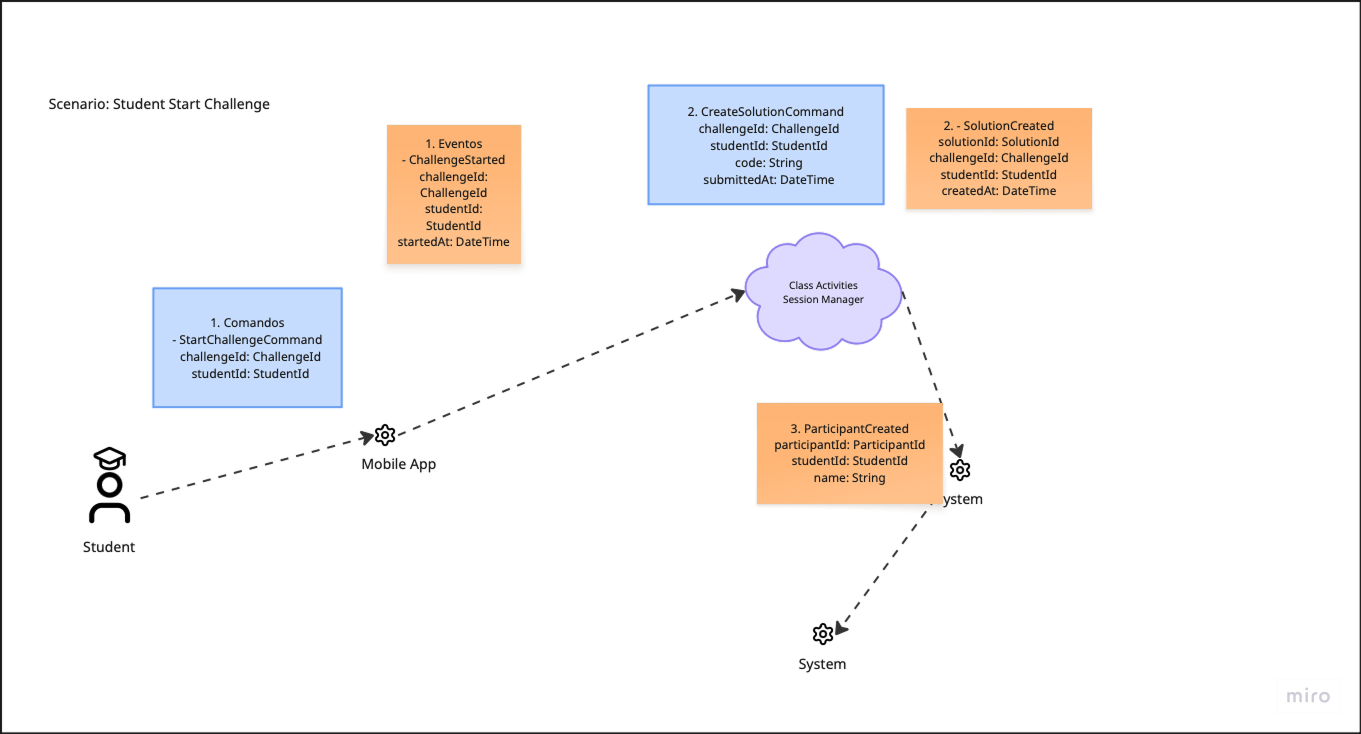 Scenario: Student Start Challenge
1. Eventos
- ChallengeStarted
challengeId:
ChallengeId
studentId:
StudentId
startedAt: DateTime
2. CreateSolutionCommand
challengeId: ChallengeId
studentId: StudentId
code: String
submittedAt: DateTime
2. - SolutionCreated
solutionId: SolutionId
challengeId: ChallengeId
studentId: StudentId
createdAt: DateTime
Class Activities
Session Manager
1. Comandos
- StartChallengeCommand
challengeId: ChallengeId
studentId: StudentId
Mobile App
Student
3. ParticipantCreated
participantId: ParticipantId
studentId: StudentId
name: String
ystem
System
miro